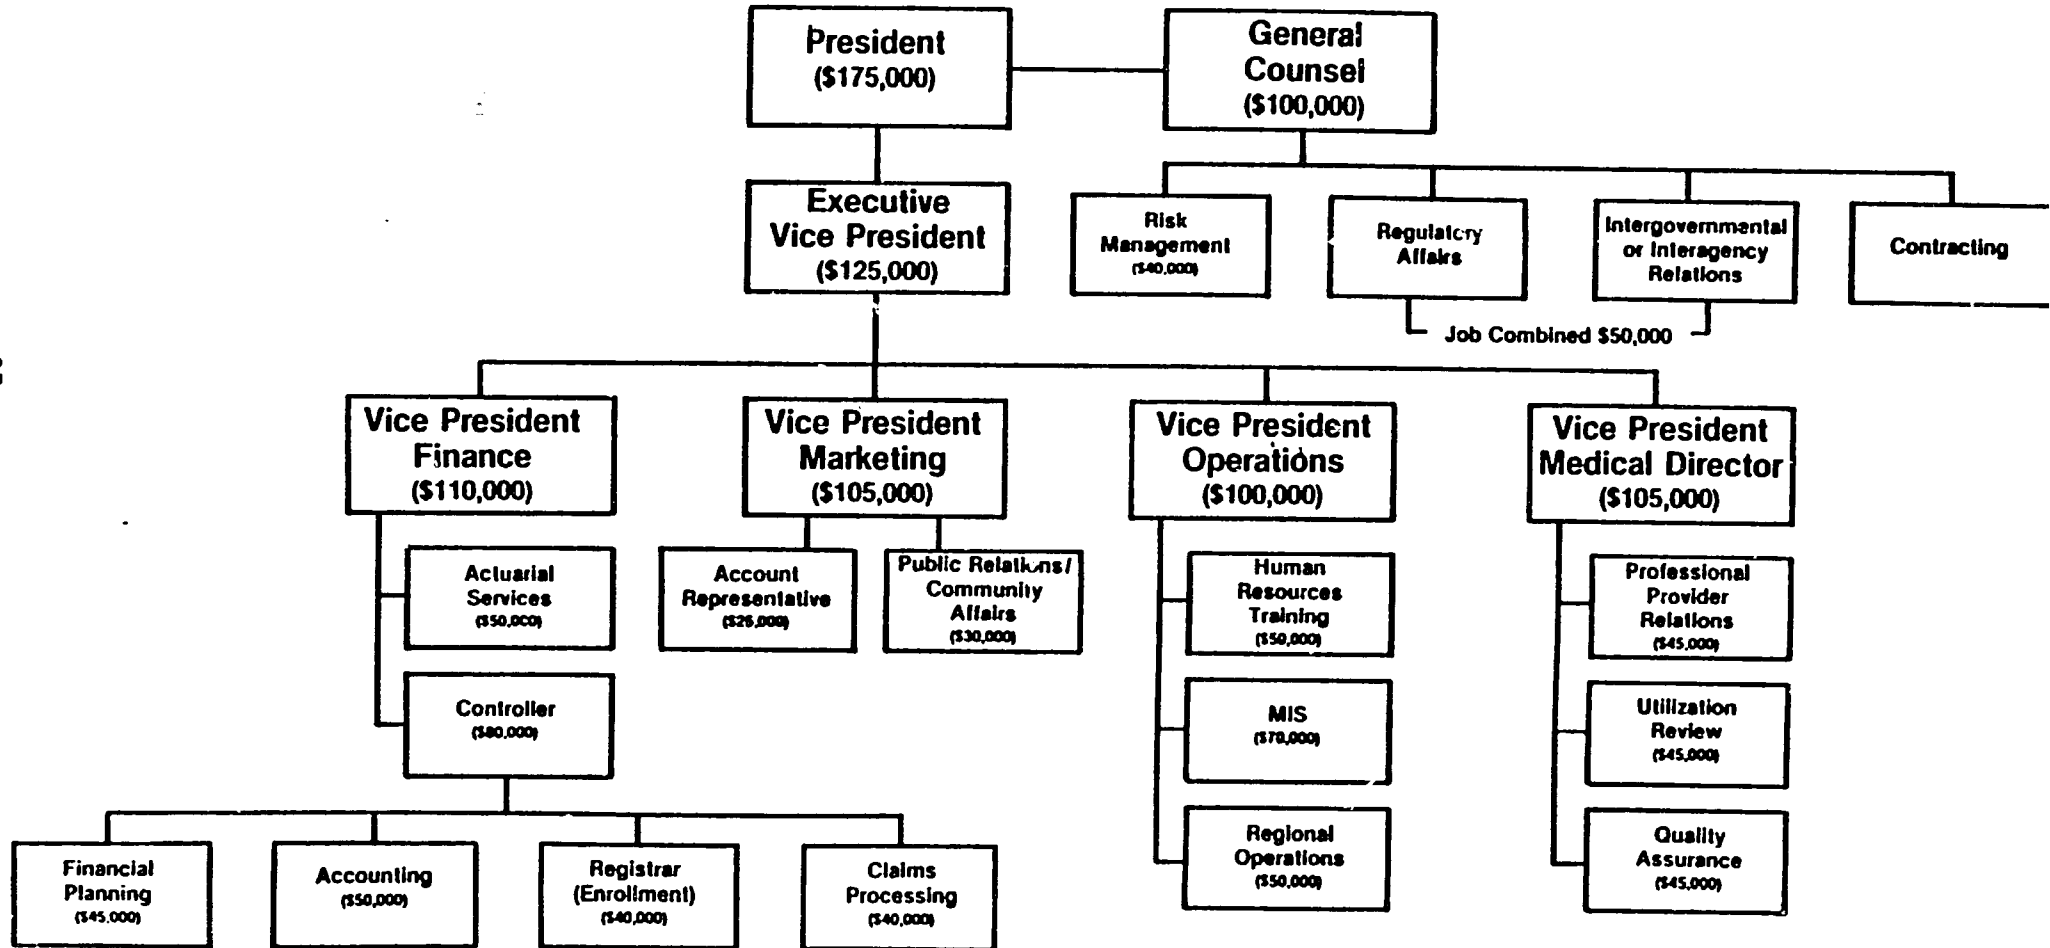 President
($175,000)
General
Counsel
($100,000)
Executive
Vice President
($125,000)
Risk
Management
($40,000)
Regulatory
Affairs
Intergovernmental
or Interagency
Relations
Contracting
Job Combined $50,000
Vice President
Finance
($110,000)
Vice President
Marketing
($105,000)
Vice President
Operations
($100,000)
Vice President
Medical Director
($105,000)
Actuarial
Services
($50,000)
Account
Representative
Public Relations/
Community
Affairs
($30,000)
Human
Resources
Training
($50,000)
Professional
Provider
Relations
($45,000)
Controller
MIS
($70,000)
Utilization
Review
($45,000)
Regional
Operations
($50,000)
Quality
Assurance
($45,000)
Financial
Planning
($45,000)
Accounting
($50,000)
Registrar
(Enrollment)
($40,000)
Claims
Processing
($40,000)